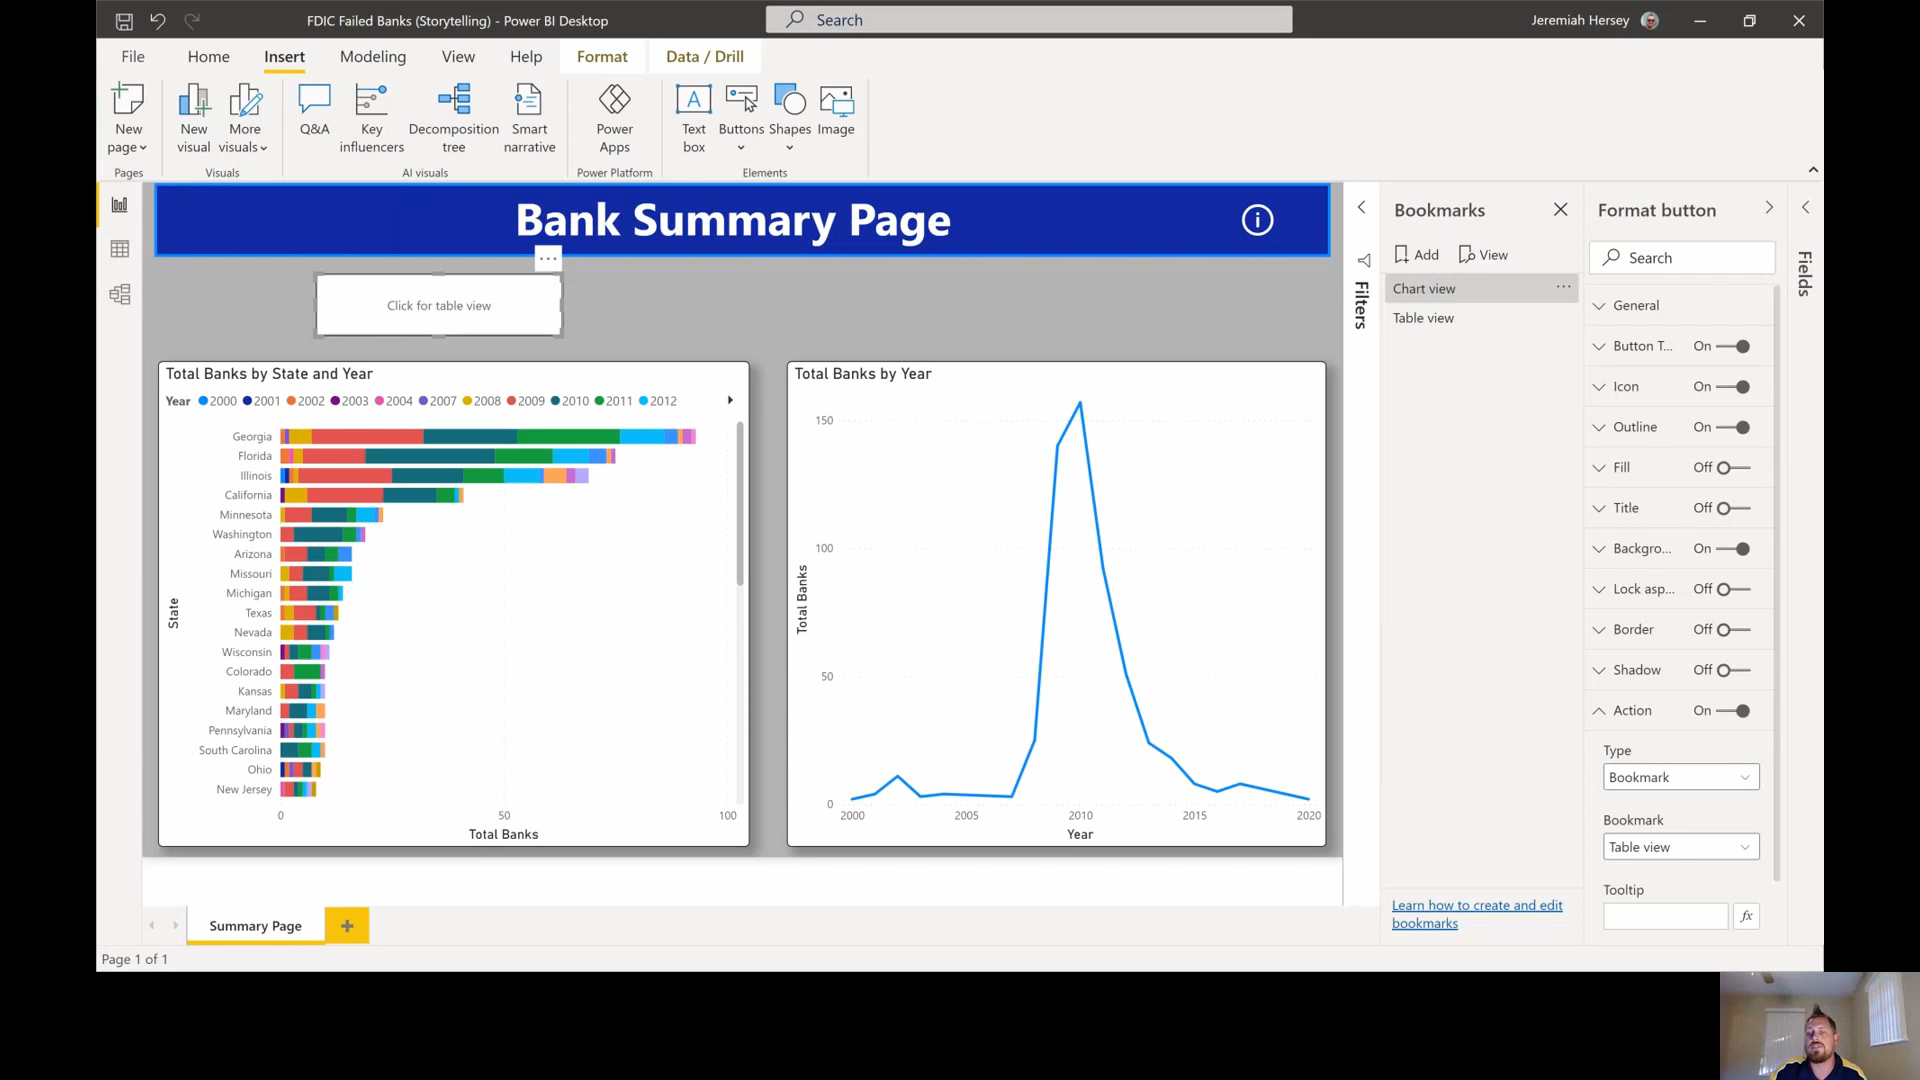 FDIC Failed Banks (Storytelling) - Power BI Desktop
Search
Jeremiah Hersey
File
Home
Insert
Modeling
View
Help
Format
Data / Drill
New page
New visual
More visuals
Q&A
Key influencers
Decomposition tree
Smart narrative
Power Apps
Text box
Buttons
Shapes
Image
Pages
Visuals
AI visuals
Power Platform
Elements
Bank Summary Page
Click for table view
Total Banks by State and Year
Year 2000 2001 2002 2003 2004 2007 2008 2009 2010 2011 2012
State
Georgia
Florida
Illinois
California
Minnesota
Washington
Arizona
Missouri
Michigan
Texas
Nevada
Wisconsin
Colorado
Kansas
Maryland
Pennsylvania
South Carolina
Ohio
New Jersey
0 50 100
Total Banks
Total Banks by Year
Total Banks
150
100
50
0
2000 2005 2010 2015 2020
Year
Filters
Bookmarks
Add
View
Chart view
Table view
Learn how to create and edit
bookmarks
Format button
Search
General
Button T... On
Icon On
Outline On
Fill Off
Title Off
Backgro... On
Lock asp... Off
Border Off
Shadow Off
Action On
Type
Bookmark
Bookmark
Table view
Tooltip
fx
Fields
Summary Page
Page 1 of 1